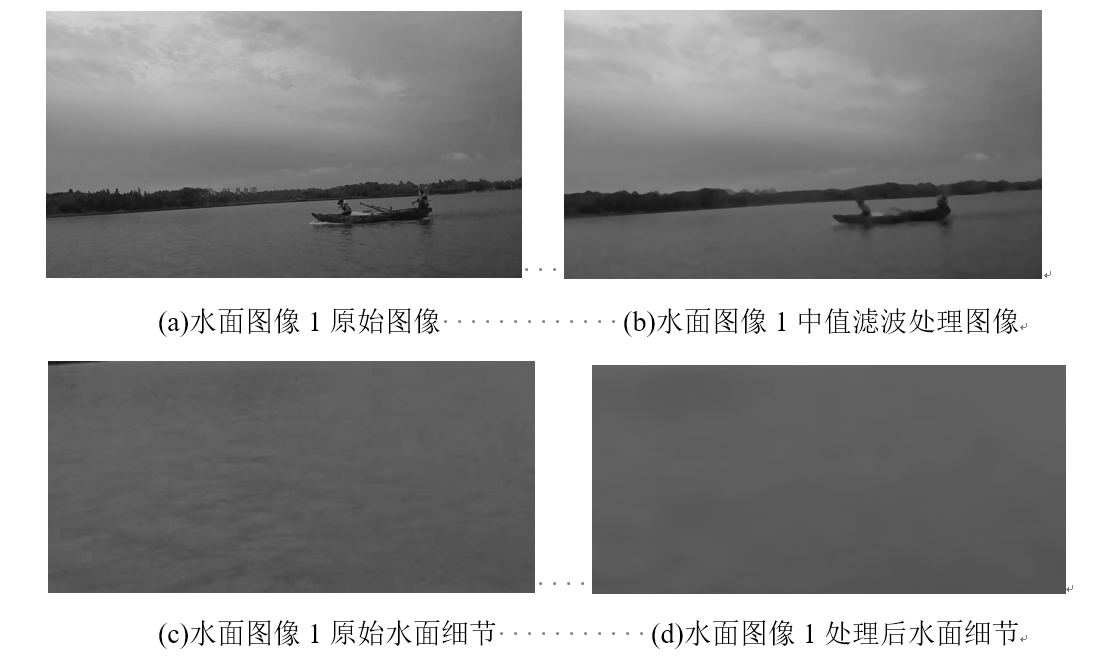 (a)水面图像 1 原始图像
(b)水面图像 1 中值滤波处理图像
(c)水面图像 1 原始水面细节
(d)水面图像 1 处理后水面细节